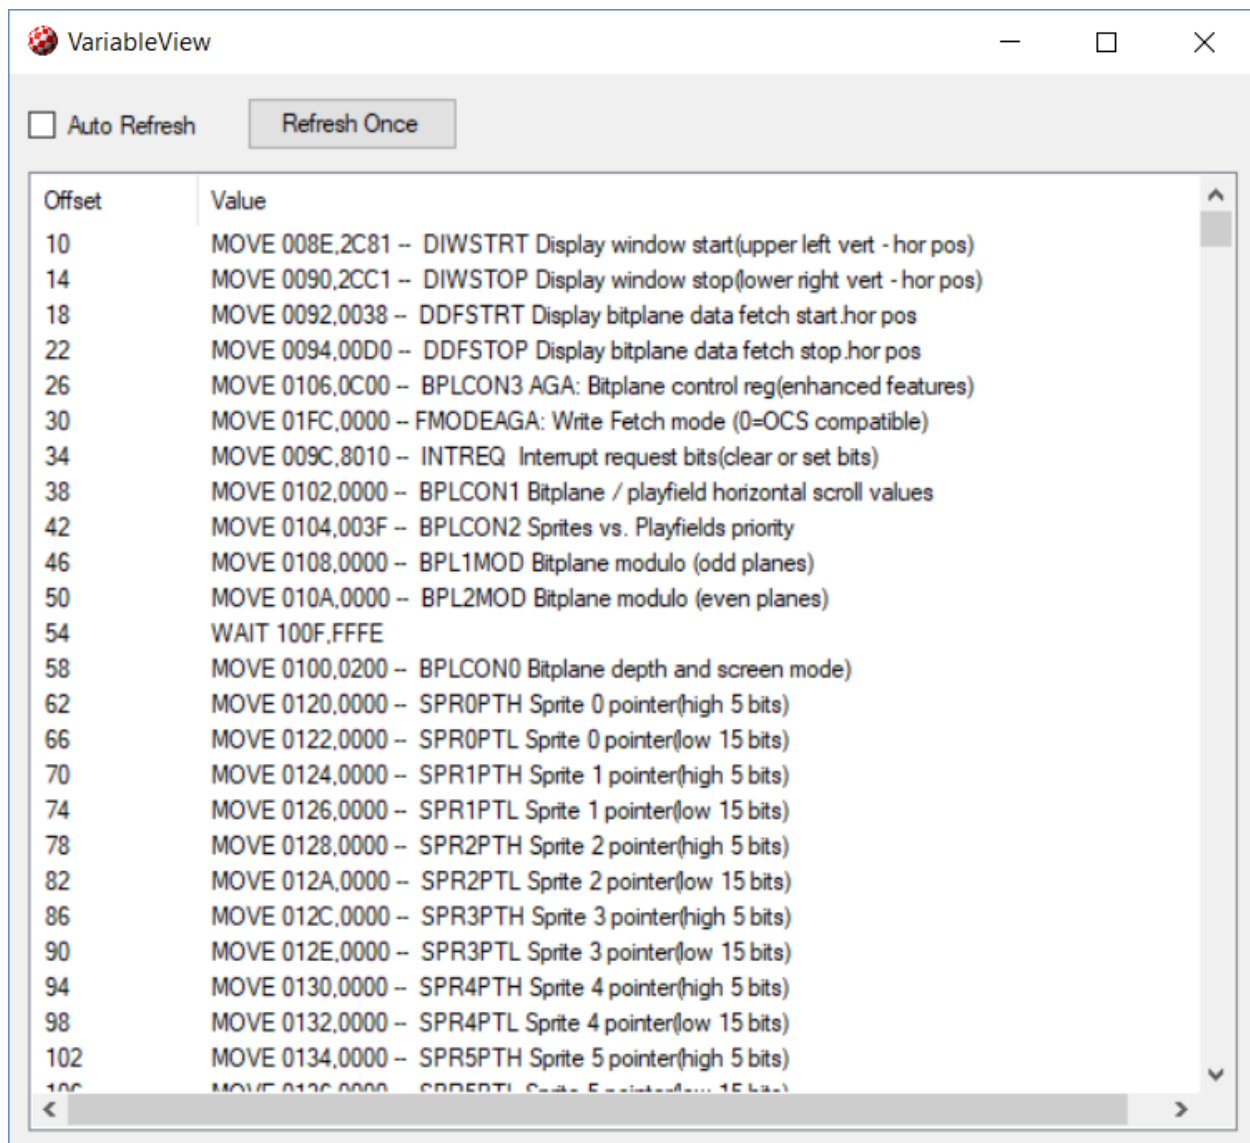 VariableView
Auto Refresh Refresh Once
Offset Value
10 MOVE 008E,2C81 -- DIWSTRT Display window start(upper left vert - hor pos)
14 MOVE 0090,2CC1 -- DIWSTOP Display window stop(lower right vert - hor pos)
18 MOVE 0092,0038 -- DDFSTRT Display bitplane data fetch start.hor pos
22 MOVE 0094,00D0 -- DDFSTOP Display bitplane data fetch stop.hor pos
26 MOVE 0106,0C00 -- BPLCON3 AGA: Bitplane control reg(enhanced features)
30 MOVE 01FC,0000 -- FMODEAGA: Write Fetch mode (0=OCS compatible)
34 MOVE 009C,8010 -- INTREQ Interrupt request bits(clear or set bits)
38 MOVE 0102,0000 -- BPLCON1 Bitplane / playfield horizontal scroll values
42 MOVE 0104,003F -- BPLCON2 Sprites vs. Playfields priority
46 MOVE 0108,0000 -- BPL1MOD Bitplane modulo (odd planes)
50 MOVE 010A,0000 -- BPL2MOD Bitplane modulo (even planes)
54 WAIT 100F,FFFE
58 MOVE 0100,0200 -- BPLCON0 Bitplane depth and screen mode)
62 MOVE 0120,0000 -- SPR0PTH Sprite 0 pointer(high 5 bits)
66 MOVE 0122,0000 -- SPR0PTL Sprite 0 pointer(low 15 bits)
70 MOVE 0124,0000 -- SPR1PTH Sprite 1 pointer(high 5 bits)
74 MOVE 0126,0000 -- SPR1PTL Sprite 1 pointer(low 15 bits)
78 MOVE 0128,0000 -- SPR2PTH Sprite 2 pointer(high 5 bits)
82 MOVE 012A,0000 -- SPR2PTL Sprite 2 pointer(low 15 bits)
86 MOVE 012C,0000 -- SPR3PTH Sprite 3 pointer(high 5 bits)
90 MOVE 012E,0000 -- SPR3PTL Sprite 3 pointer(low 15 bits)
94 MOVE 0130,0000 -- SPR4PTH Sprite 4 pointer(high 5 bits)
98 MOVE 0132,0000 -- SPR4PTL Sprite 4 pointer(low 15 bits)
102 MOVE 0134,0000 -- SPR5PTH Sprite 5 pointer(high 5 bits)